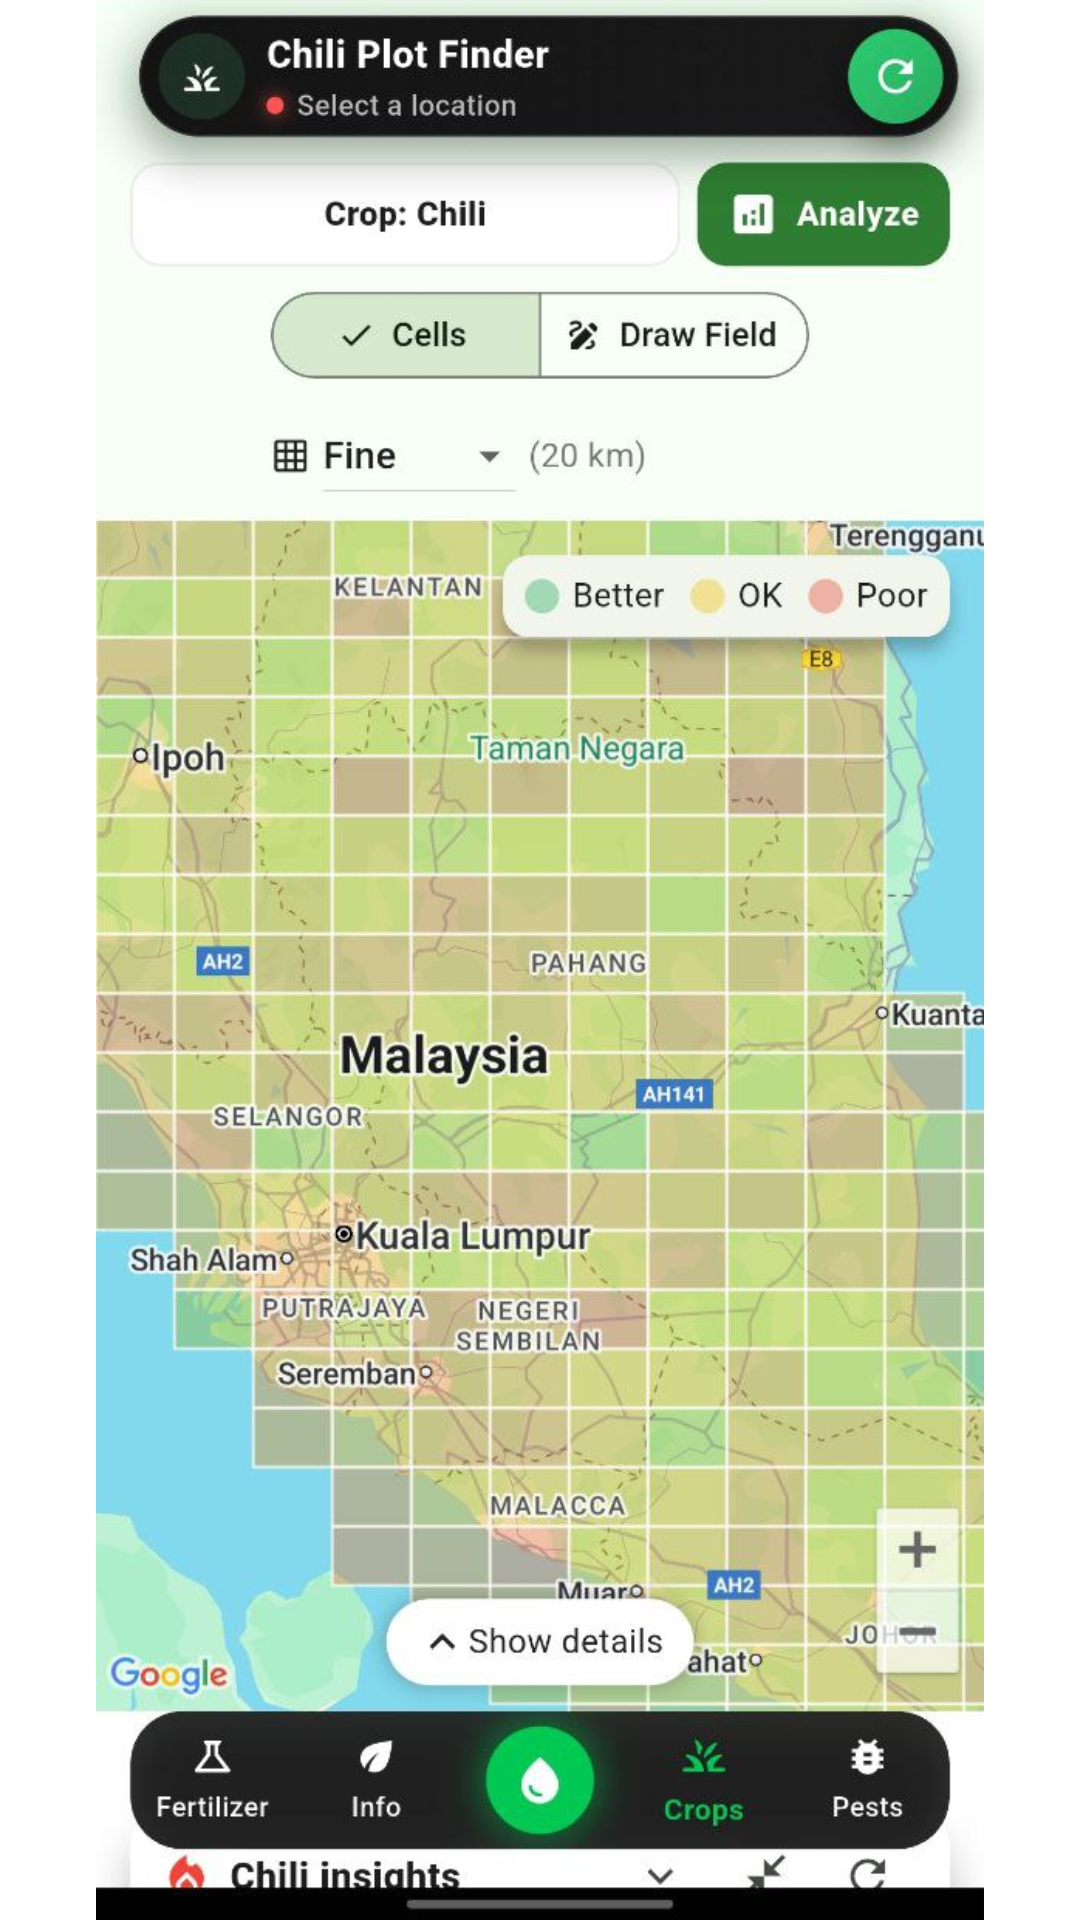 Chili Plot Finder
Select a location
Crop: Chili
Analyze
Cells
Draw Field
Fine
(20 km)
Terengganu
KELANTAN
Better
OK
Poor
E8
Ipoh
Taman Negara
AH2
PAHANG
Kuanta
Malaysia
AH141
SELANGOR
Kuala Lumpur
Shah Alam
PUTRAJAYA
NEGERI
SEMBILAN
Seremban
MALACCA
+
Muar
AH2
JOHOR
Show details
ahat
Google
Fertilizer
Info
Crops
Pests
Chili insights